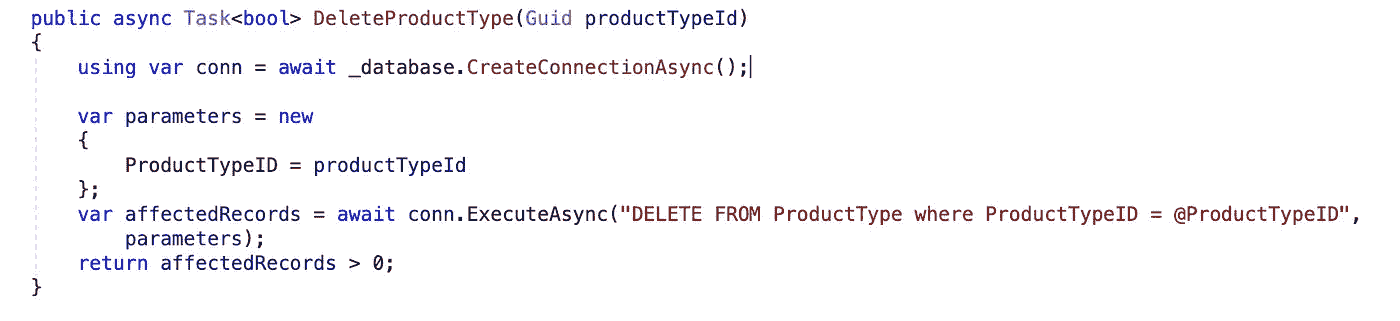 public async Task<bool> DeleteProductType(Guid productTypeId)
{
    using var conn = await _database.CreateConnectionAsync();

    var parameters = new
    {
        ProductTypeID = productTypeId
    };
    var affectedRecords = await conn.ExecuteAsync("DELETE FROM ProductType where ProductTypeID = @ProductTypeID",
        parameters);
    return affectedRecords > 0;
}